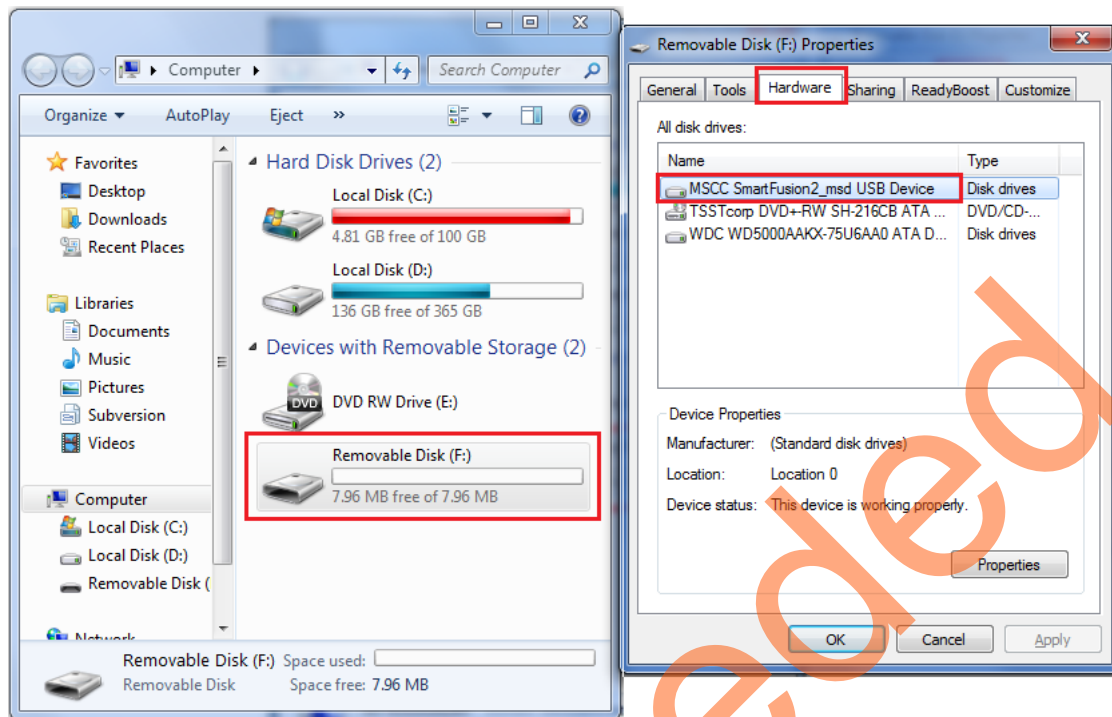 Computer
Search Computer
Organize
AutoPlay
Eject
»
Favorites
Desktop
Downloads
Recent Places
Libraries
Documents
Music
Pictures
Subversion
Videos
Computer
Local Disk (C:)
Local Disk (D:)
Removable Disk (
Network
Hard Disk Drives (2)
Local Disk (C:)
4.81 GB free of 100 GB
Local Disk (D:)
136 GB free of 365 GB
Devices with Removable Storage (2)
DVD
DVD RW Drive (E:)
Removable Disk (F:)
7.96 MB free of 7.96 MB
Removable Disk (F:) Space used:
Removable Disk Space free: 7.96 MB
Removable Disk (F:) Properties
General Tools Hardware Sharing ReadyBoost Customize
All disk drives:
Name Type
MSCC SmartFusion2_msd USB Device Disk drives
TSSTcorp DVD+-RW SH-216CB ATA ... DVD/CD-...
WDC WD5000AAKX-75U6AA0 ATA D... Disk drives
Device Properties
Manufacturer: (Standard disk drives)
Location: Location 0
Device status: This device is working properly.
Properties
OK Cancel Apply
ded